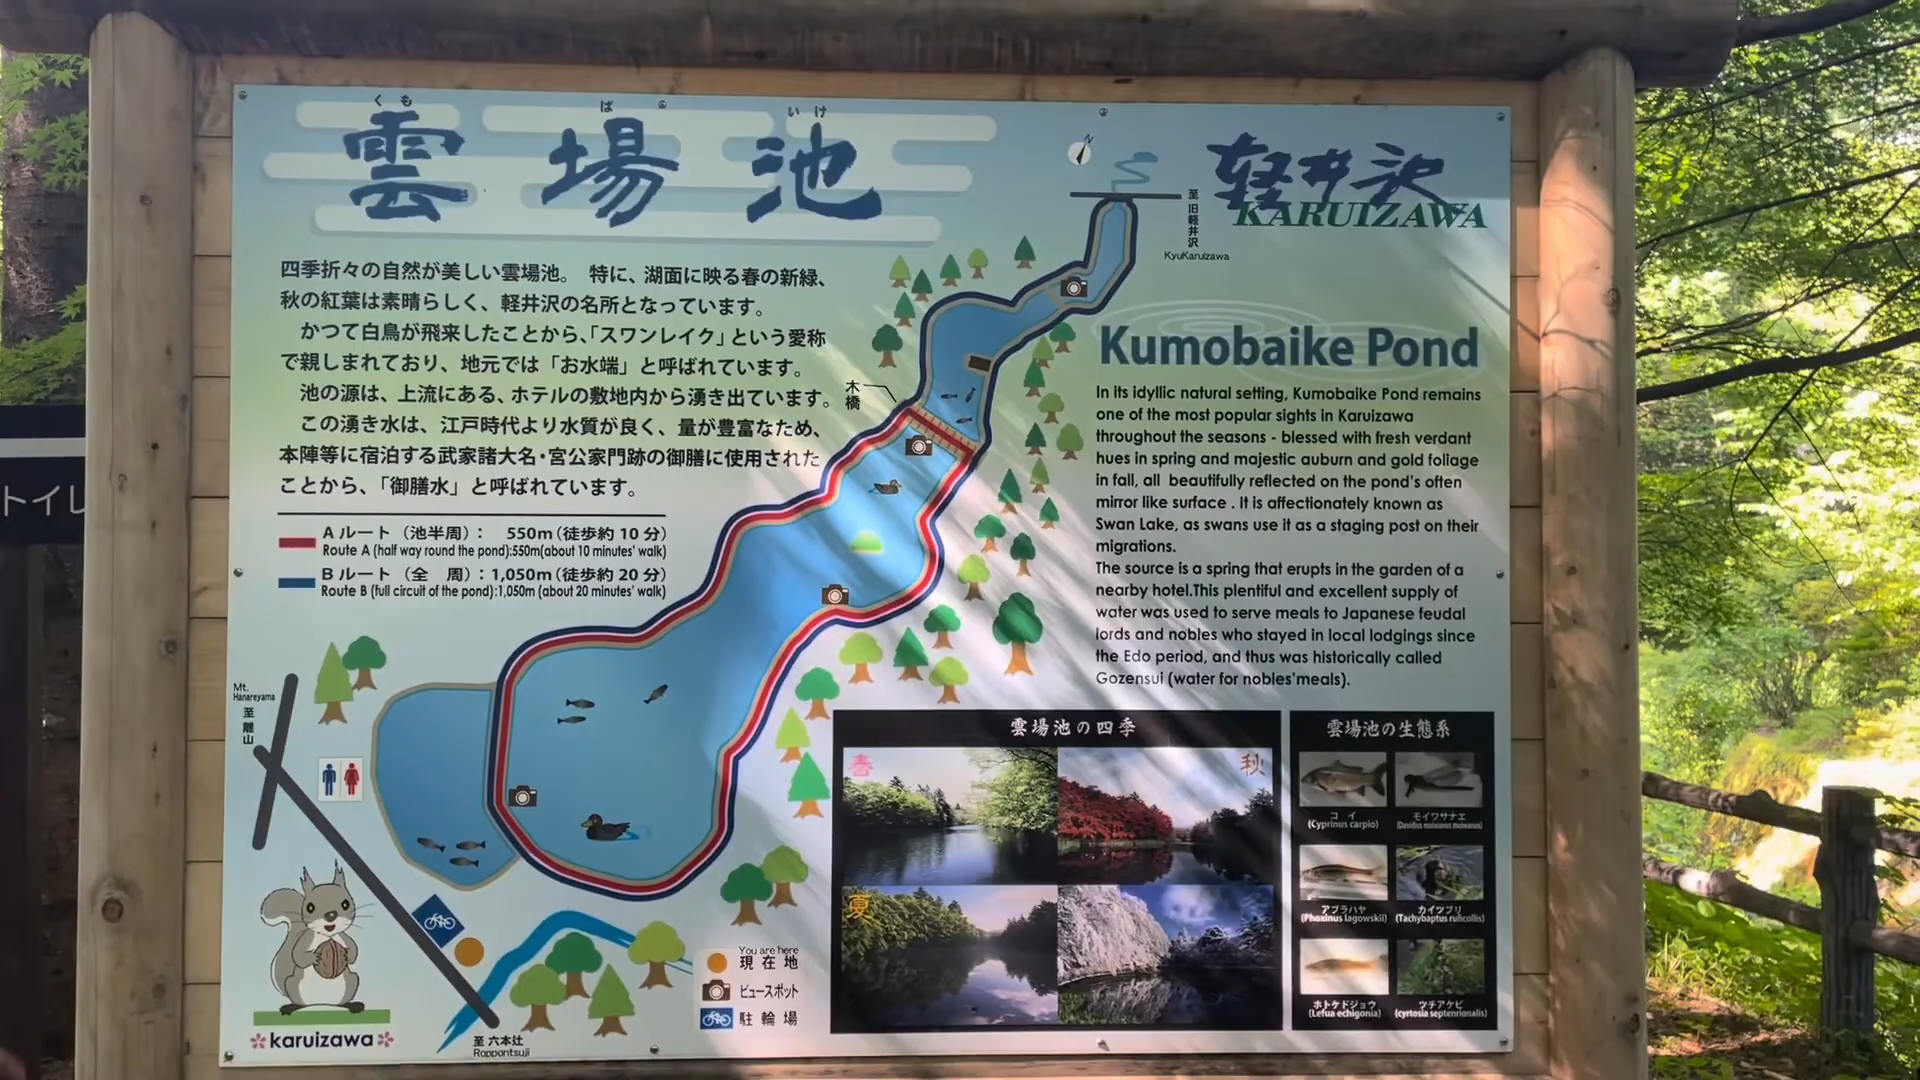 くも ば いけ
雲場池
N
軽井沢
KARUIZAWA
至旧軽井沢
KyuKaruizawa
四季折々の自然が美しい雲場池。 特に、湖面に映る春の新緑、
秋の紅葉は素晴らしく、軽井沢の名所となっています。
かつて白鳥が飛来したことから、「スワンレイク」という愛称
で親しまれており、地元では「お水端」と呼ばれています。
池の源は、上流にある、ホテルの敷地内から湧き出ています。
この湧き水は、江戸時代より水質が良く、量が豊富なため、
本陣等に宿泊する武家諸大名・宮公家門跡の御膳に使用された
ことから、「御膳水」と呼ばれています。
Aルート（池半周）： 550m（徒歩約10分）
Route A (half way round the pond):550m(about 10 minutes' walk)
Bルート（全 周）：1,050m（徒歩約20分）
Route B (full circuit of the pond):1,050m (about 20 minutes' walk)
木橋
Kumobaike Pond
In its idyllic natural setting, Kumobaike Pond remains
one of the most popular sights in Karuizawa
throughout the seasons - blessed with fresh verdant
hues in spring and majestic auburn and gold foliage
in fall, all beautifully reflected on the pond's often
mirror like surface . It is affectionately known as
Swan Lake, as swans use it as a staging post on their
migrations.
The source is a spring that erupts in the garden of a
nearby hotel.This plentiful and excellent supply of
water was used to serve meals to Japanese feudal
lords and nobles who stayed in local lodgings since
the Edo period, and thus was historically called
Gozensui (water for nobles'meals).
トイレ
Mt.
Hanareyama
至離山
karuizawa
至 六本辻
Roppontsuji
You are here
現在地
ビュースポット
駐輪場
雲場池の四季
春
秋
夏
雲場池の生態系
コイ
(Cyprinus carpio)
モイワサナエ
(Davidius moiwanus moiwanus)
アブラハヤ
(Phoxinus lagowskii)
カイツブリ
(Tachybaptus ruficollis)
ホトケドジョウ
(Lefua echigonia)
ツチアケビ
(cyrtosia septenrionalis)